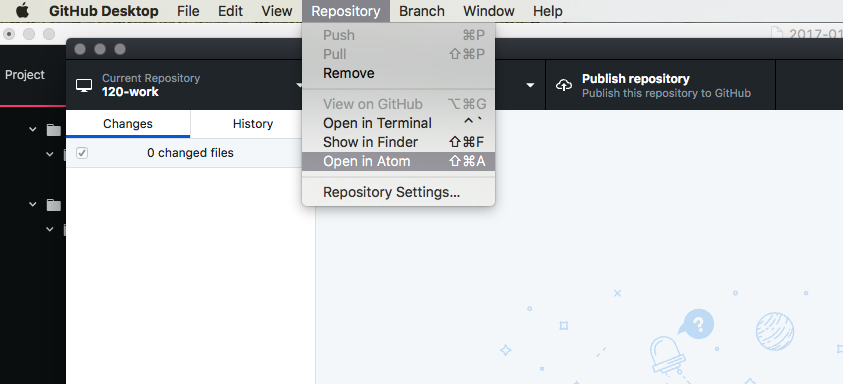 GitHub Desktop File Edit View Repository Branch Window Help
2017-01
Project
Current Repository
120-work
Publish repository
Publish this repository to GitHub
Changes History
0 changed files
Push ⌘P
Pull ⇧⌘P
Remove
View on GitHub ⌥⌘G
Open in Terminal ⌃`
Show in Finder ⇧⌘F
Open in Atom ⇧⌘A
Repository Settings...
?